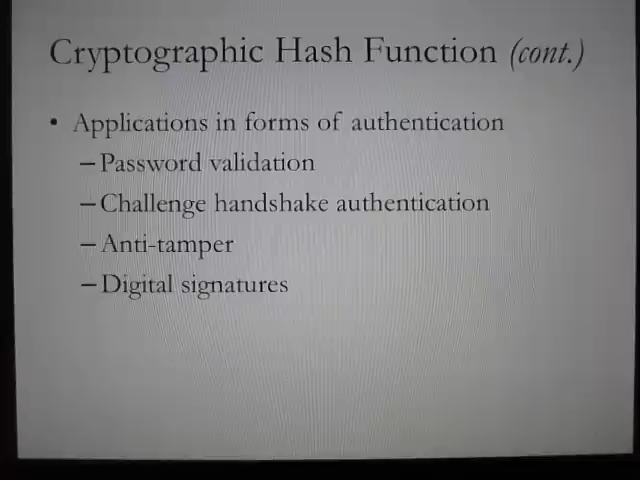 Cryptographic Hash Function (cont.)
• Applications in forms of authentication
– Password validation
– Challenge handshake authentication
– Anti-tamper
– Digital signatures